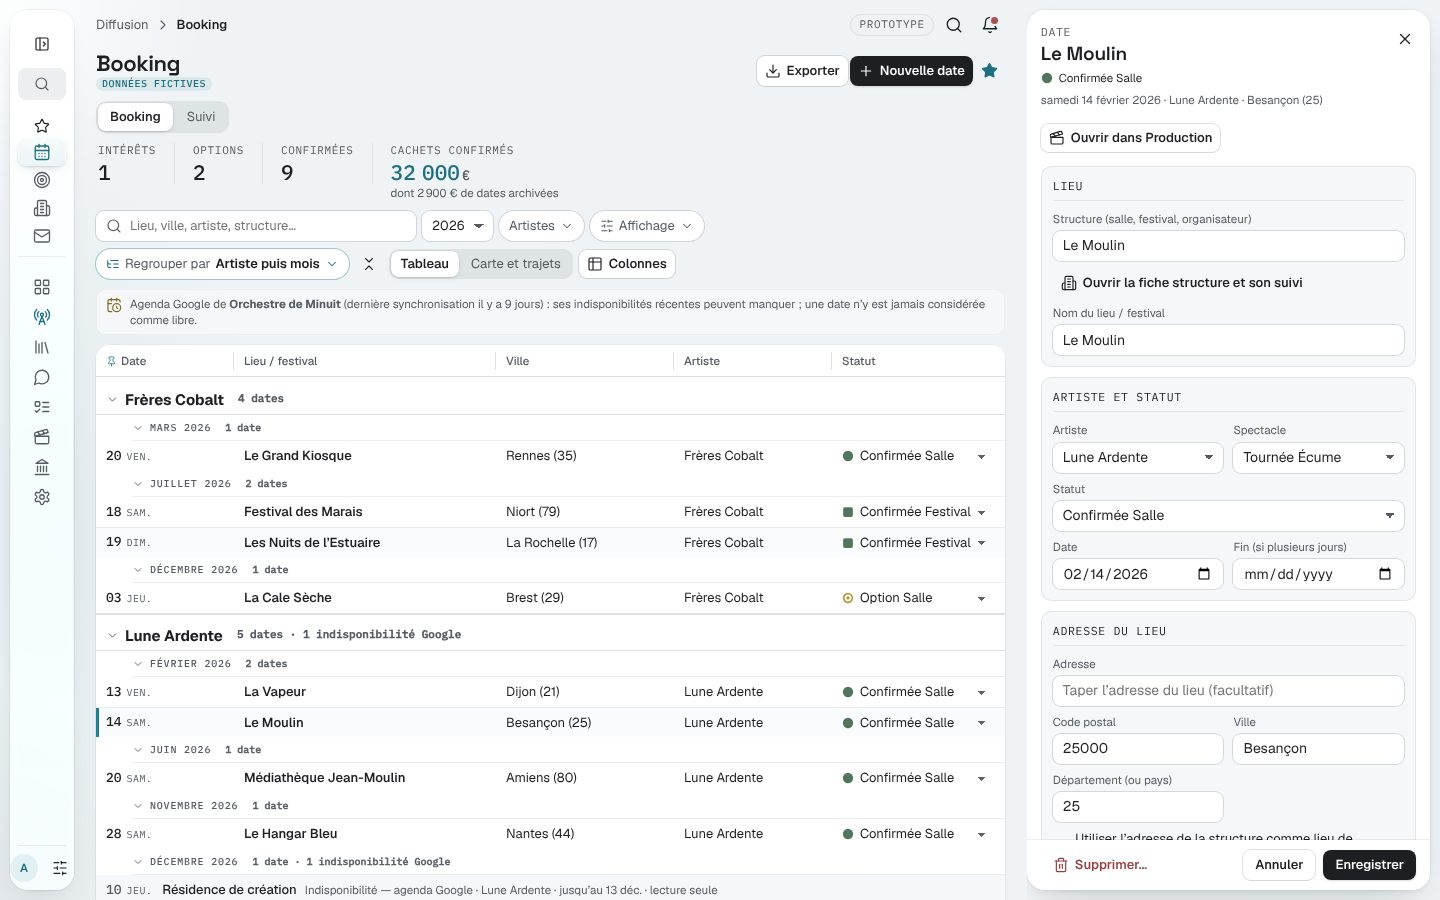 Diffusion > Booking
PROTOTYPE
Booking
DONNÉES FICTIVES
Exporter
+ Nouvelle date
Booking
Suivi
INTÉRÊTS
1
OPTIONS
2
CONFIRMÉES
9
CACHETS CONFIRMÉS
32 000 €
dont 2 900 € de dates archivées
Lieu, ville, artiste, structure…
2026
Artistes
Affichage
Regrouper par Artiste puis mois
Tableau
Carte et trajets
Colonnes
Agenda Google de Orchestre de Minuit (dernière synchronisation il y a 9 jours) : ses indisponibilités récentes peuvent manquer ; une date n’y est jamais considérée
comme libre.
Date Lieu / festival Ville Artiste Statut
Frères Cobalt 4 dates
MARS 2026 1 date
20 VEN. Le Grand Kiosque Rennes (35) Frères Cobalt Confirmée Salle
JUILLET 2026 2 dates
18 SAM. Festival des Marais Niort (79) Frères Cobalt Confirmée Festival
19 DIM. Les Nuits de l’Estuaire La Rochelle (17) Frères Cobalt Confirmée Festival
DÉCEMBRE 2026 1 date
03 JEU. La Cale Sèche Brest (29) Frères Cobalt Option Salle
Lune Ardente 5 dates · 1 indisponibilité Google
FÉVRIER 2026 2 dates
13 VEN. La Vapeur Dijon (21) Lune Ardente Confirmée Salle
14 SAM. Le Moulin Besançon (25) Lune Ardente Confirmée Salle
JUIN 2026 1 date
20 SAM. Médiathèque Jean-Moulin Amiens (80) Lune Ardente Confirmée Salle
NOVEMBRE 2026 1 date
28 SAM. Le Hangar Bleu Nantes (44) Lune Ardente Confirmée Salle
DÉCEMBRE 2026 1 date · 1 indisponibilité Google
10 JEU. Résidence de création Indisponibilité — agenda Google · Lune Ardente · jusqu’au 13 déc. · lecture seule
A
DATE
Le Moulin
Confirmée Salle
samedi 14 février 2026 · Lune Ardente · Besançon (25)
Ouvrir dans Production
LIEU
Structure (salle, festival, organisateur)
Le Moulin
Ouvrir la fiche structure et son suivi
Nom du lieu / festival
Le Moulin
ARTISTE ET STATUT
Artiste Spectacle
Lune Ardente Tournée Écume
Statut
Confirmée Salle
Date Fin (si plusieurs jours)
02/14/2026 mm/dd/yyyy
ADRESSE DU LIEU
Adresse
Taper l’adresse du lieu (facultatif)
Code postal Ville
25000 Besançon
Département (ou pays)
25
Utiliser l’adresse de la structure comme lieu de
Supprimer…
Annuler
Enregistrer